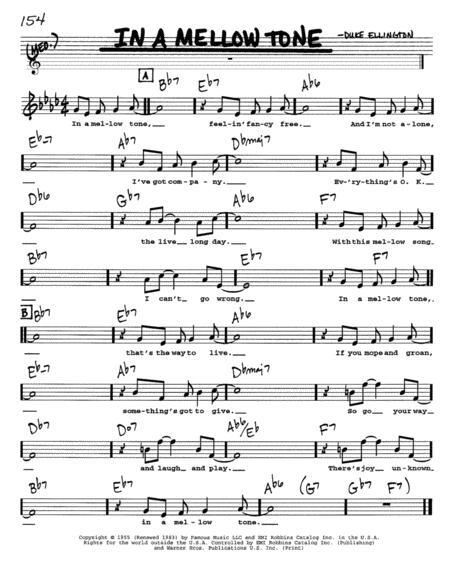 154
IN A MELLOW TONE
-DUKE ELLINGTON
(MED.)
A Bb7 Eb7 Ab6
In a mel-low tone, feel-in' fan-cy free. And I'm not a-lone,
Eb-7 Ab7 Dbmaj7
I've got com-pa-ny. Ev-'ry-thing's O. K.
Db6 Gb7 Ab6 F7
the live long day. With this mel-low song
Bb7 Eb7
I can't go wrong. In a mel-low tone,
B Bb7 Eb7 Ab6
that's the way to live. If you mope and groan,
Eb-7 Ab7 Dbmaj7
some-thing's got to give. So go your way
Db7 Do7 Ab6/Eb F7
and laugh and play. There's joy un-known
Bb7 Eb7 Ab6 (G7 Gb7 F7)
in a mel-low tone.
Copyright © 1955 (Renewed 1983) by Famous Music LLC and EMI Robbins Catalog Inc. in the U.S.A.
Rights for the world outside the U.S.A. Controlled by EMI Robbins Catalog Inc. (Publishing)
and Warner Bros. Publications U.S. Inc. (Print)